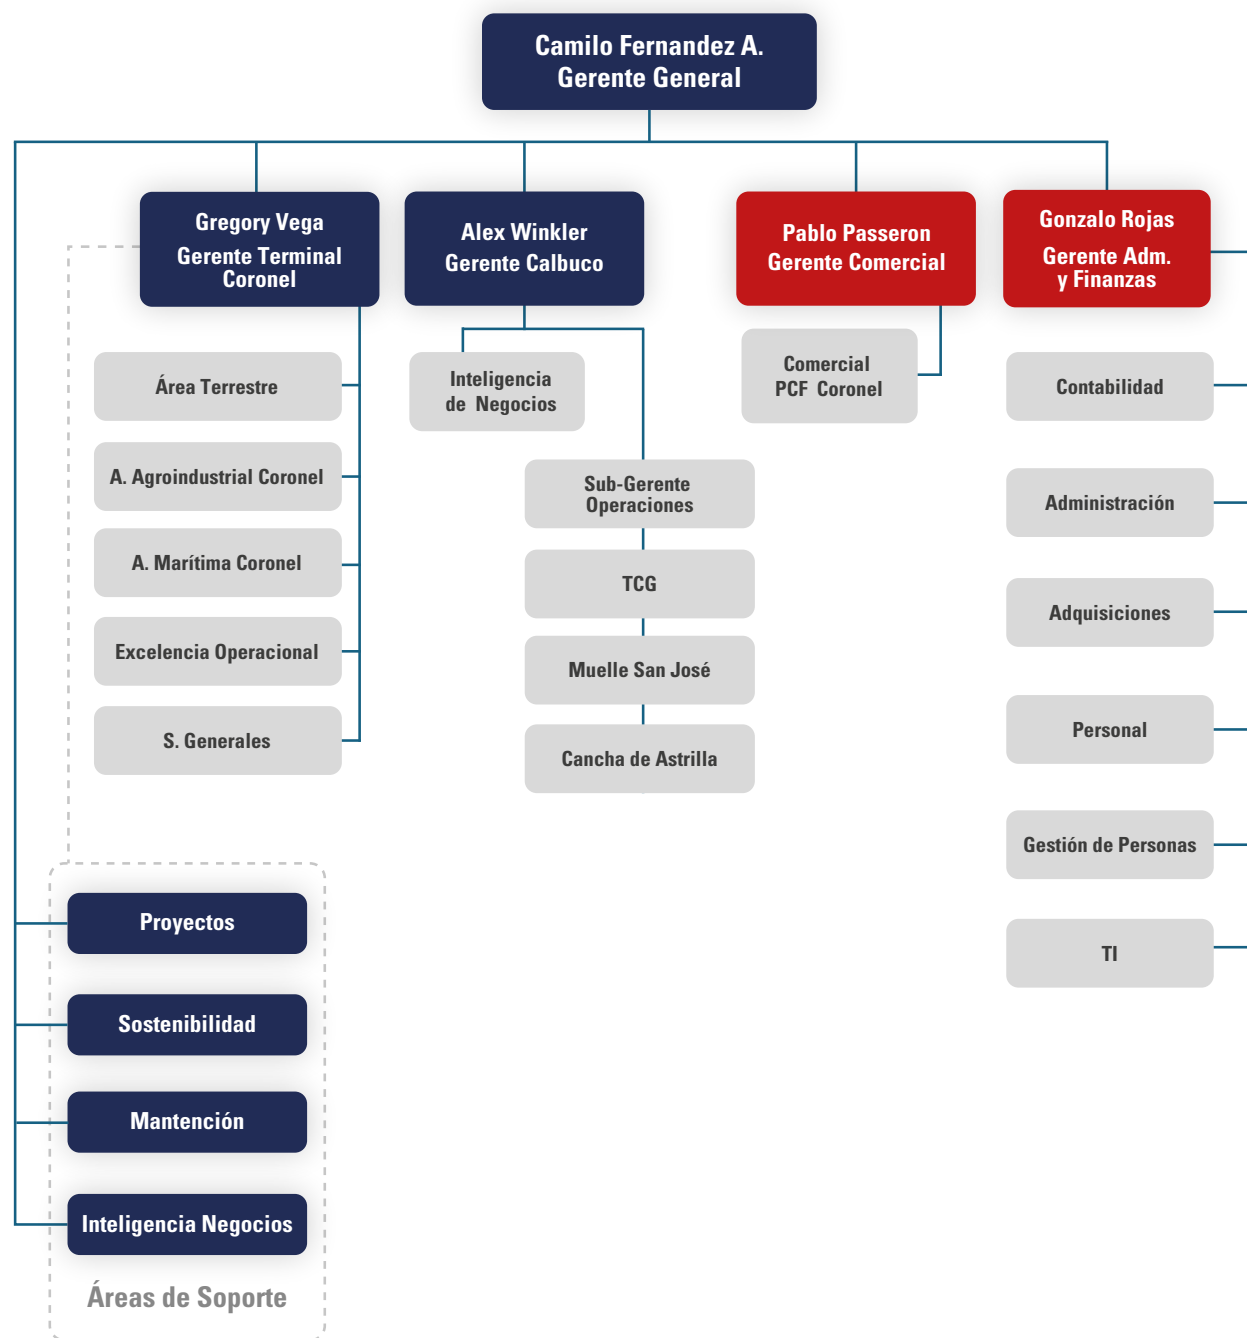 Camilo Fernandez A.
Gerente General
Gregory Vega
Gerente Terminal
Coronel
Alex Winkler
Gerente Calbuco
Pablo Passeron
Gerente Comercial
Gonzalo Rojas
Gerente Adm.
y Finanzas
Área Terrestre
A. Agroindustrial Coronel
A. Marítima Coronel
Excelencia Operacional
S. Generales
Inteligencia
de Negocios
Sub-Gerente
Operaciones
TCG
Muelle San José
Cancha de Astrilla
Comercial
PCF Coronel
Contabilidad
Administración
Adquisiciones
Personal
Gestión de Personas
TI
Proyectos
Sostenibilidad
Mantención
Inteligencia Negocios
Áreas de Soporte